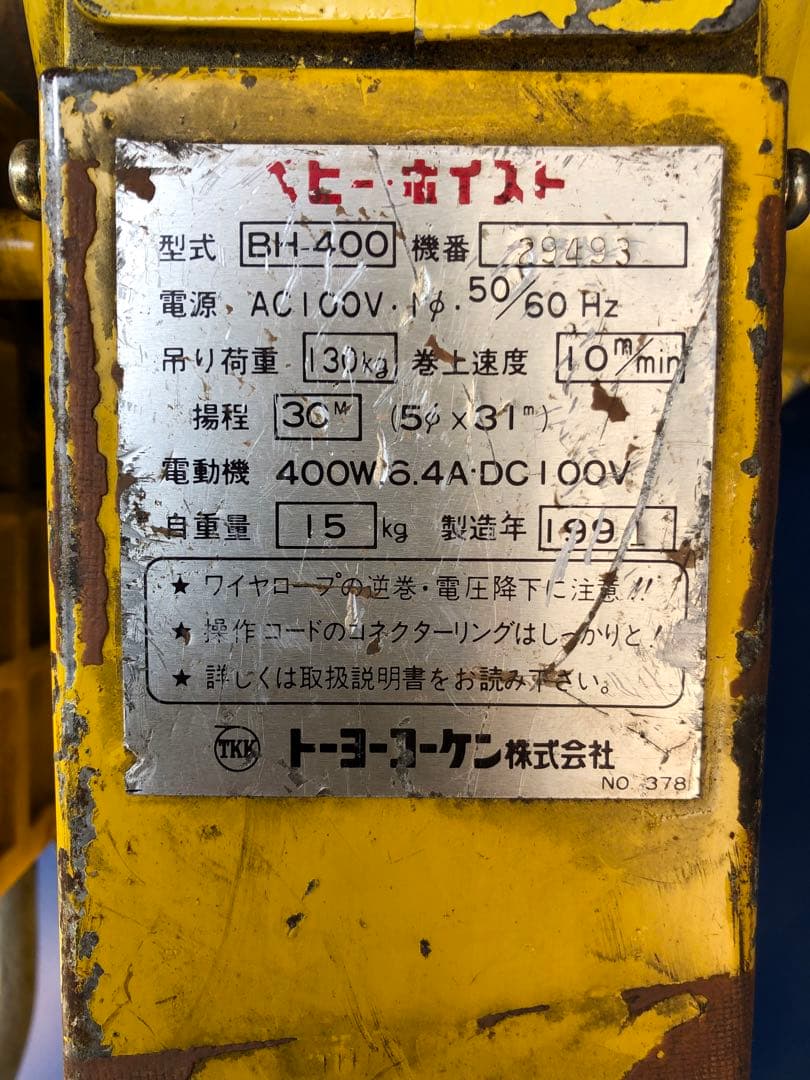 ベビー・ホイスト
型式 BH-400 機番 29493
電源 AC100V・1φ・50/60 Hz
吊り荷重 130kg 巻上速度 10m/min
揚程 30M (5φ×31m)
電動機 400W 6.4A・DC100V
自重量 15 kg 製造年 1991
★ ワイヤロープの逆巻・電圧降下に注意!!
★ 操作コードのコネクターリングはしっかりと!
★ 詳しくは取扱説明書をお読み下さい。
TKK トーヨーコーケン株式会社
NO. 378